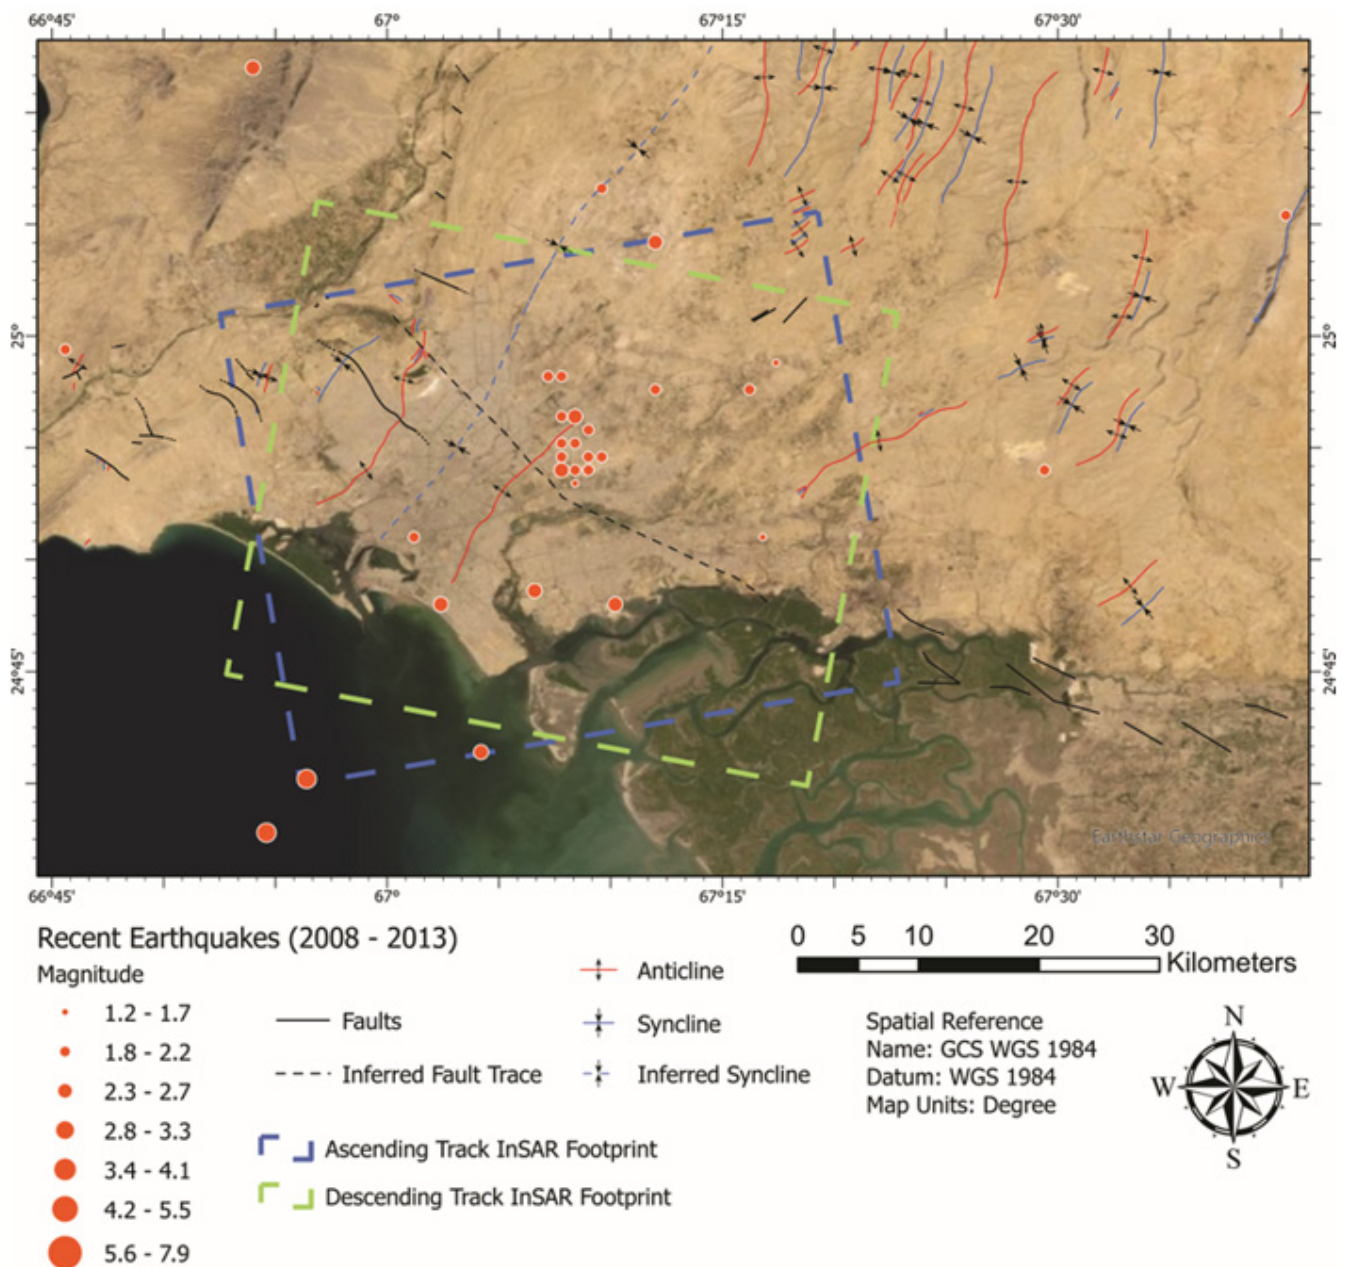 66°45' 67° 67°15' 67°30'
25° 25°
24°45' 24°45'
Earthstar Geographics
66°45' 67° 67°15' 67°30'
Recent Earthquakes (2008 - 2013)
Magnitude
1.2 - 1.7
1.8 - 2.2
2.3 - 2.7
2.8 - 3.3
3.4 - 4.1
4.2 - 5.5
5.6 - 7.9
Faults
Inferred Fault Trace
Anticline
Syncline
Inferred Syncline
Ascending Track InSAR Footprint
Descending Track InSAR Footprint
0 5 10 20 30
Kilometers
Spatial Reference
Name: GCS WGS 1984
Datum: WGS 1984
Map Units: Degree
N
W E
S